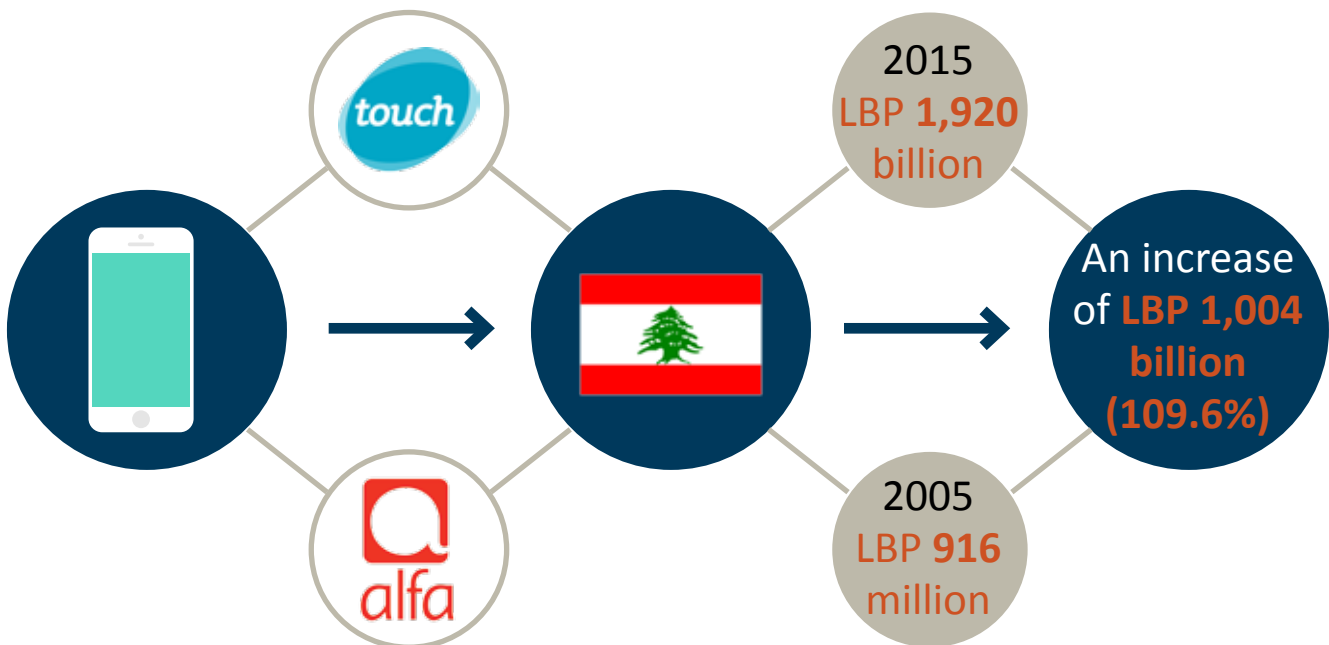 touch
alfa
2015
LBP 1,920
billion
2005
LBP 916
million
An increase
of LBP 1,004
billion
(109.6%)